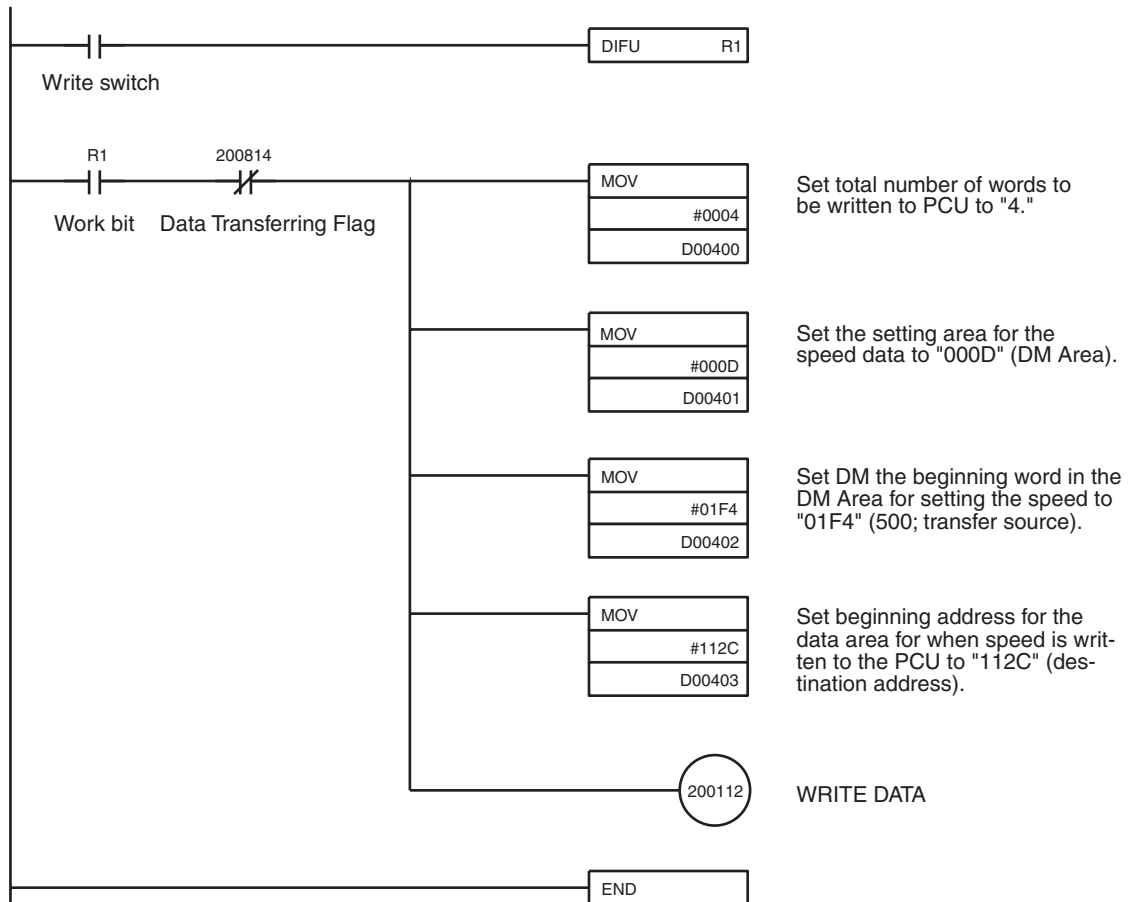 DIFU R1
Write switch
R1 200814
Work bit Data Transferring Flag
MOV
#0004
D00400
Set total number of words to
be written to PCU to "4."
MOV
#000D
D00401
Set the setting area for the
speed data to "000D" (DM Area).
MOV
#01F4
D00402
Set DM the beginning word in the
DM Area for setting the speed to
"01F4" (500; transfer source).
MOV
#112C
D00403
Set beginning address for the
data area for when speed is writ-
ten to the PCU to "112C" (des-
tination address).
200112
WRITE DATA
END